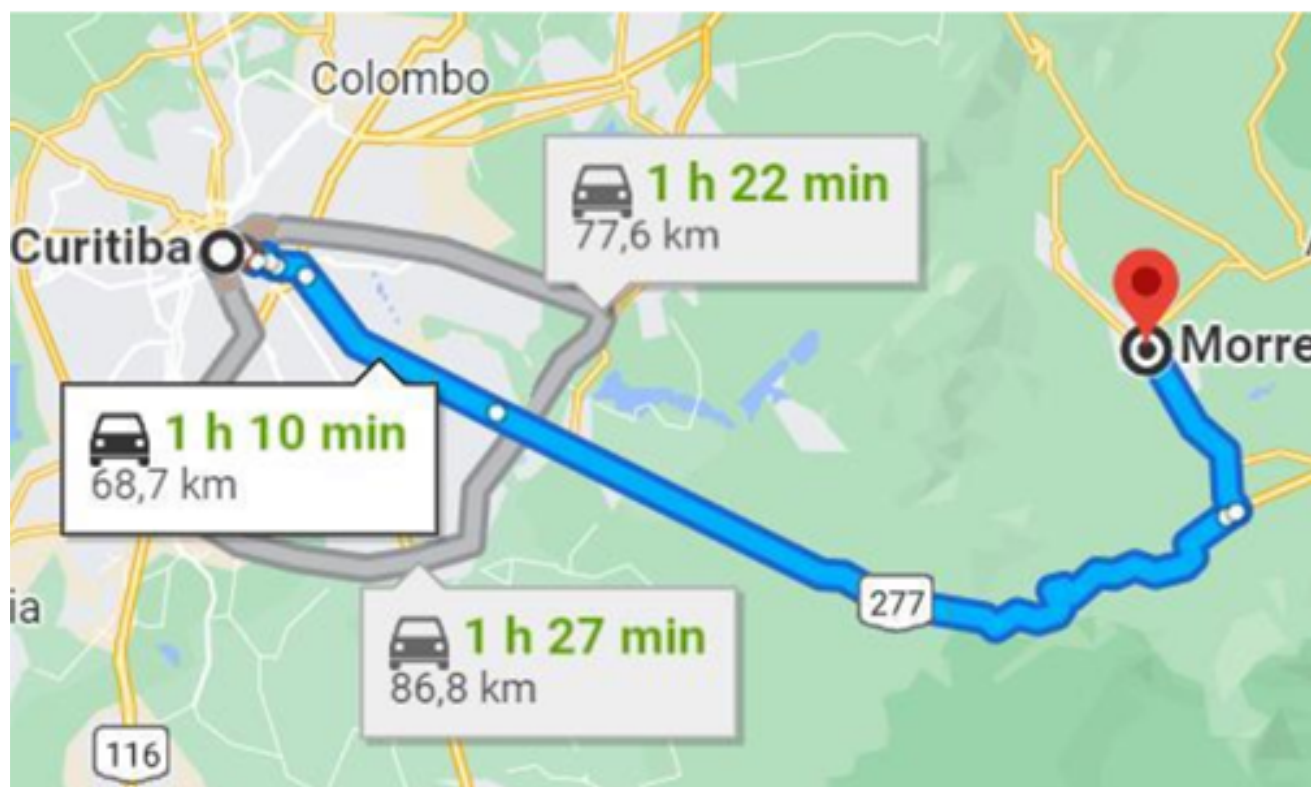 Colombo
1 h 22 min
77,6 km
Curitiba
Morre
1 h 10 min
68,7 km
277
ia
1 h 27 min
86,8 km
116